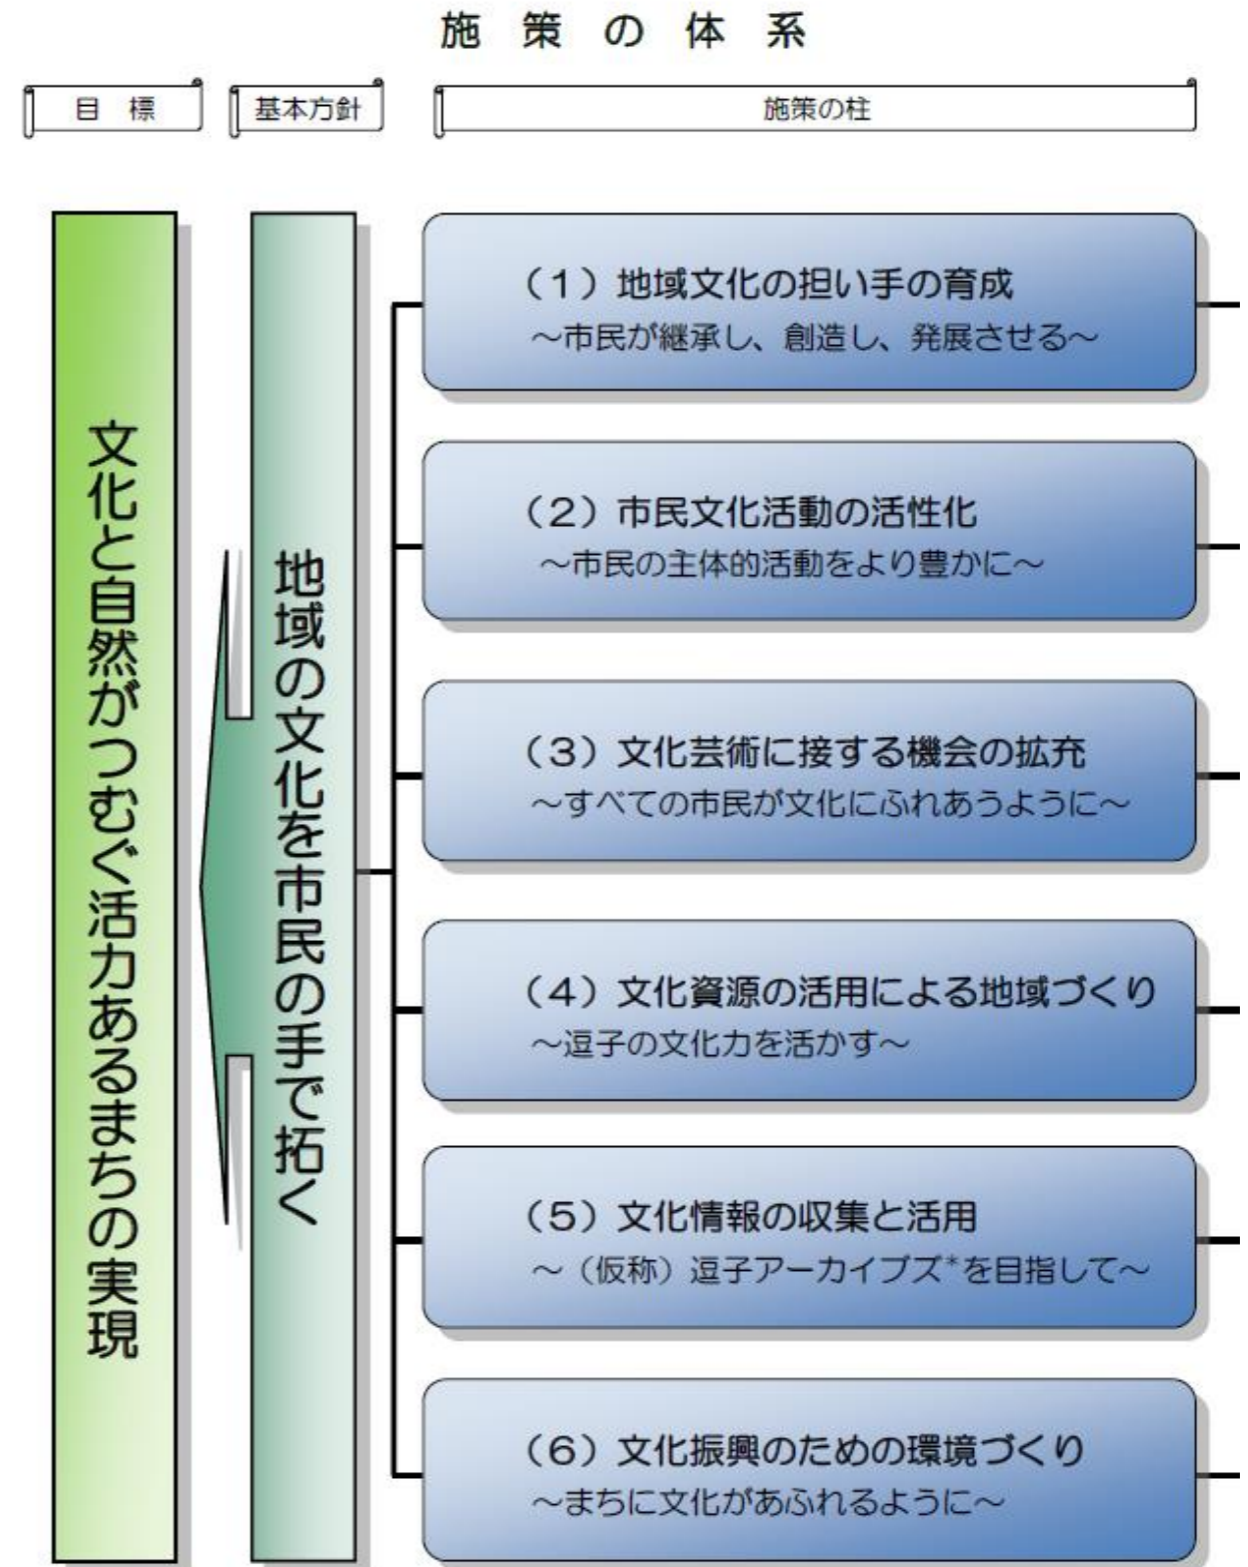 施策の体系
目標
基本方針
施策の柱
文化と自然がつむぐ活力あるまちの実現
地域の文化を市民の手で拓く
（１）地域文化の担い手の育成
～市民が継承し、創造し、発展させる～
（２）市民文化活動の活性化
～市民の主体的活動をより豊かに～
（３）文化芸術に接する機会の拡充
～すべての市民が文化にふれあうように～
（４）文化資源の活用による地域づくり
～逗子の文化力を活かす～
（５）文化情報の収集と活用
～（仮称）逗子アーカイブズ*を目指して～
（６）文化振興のための環境づくり
～まちに文化があふれるように～